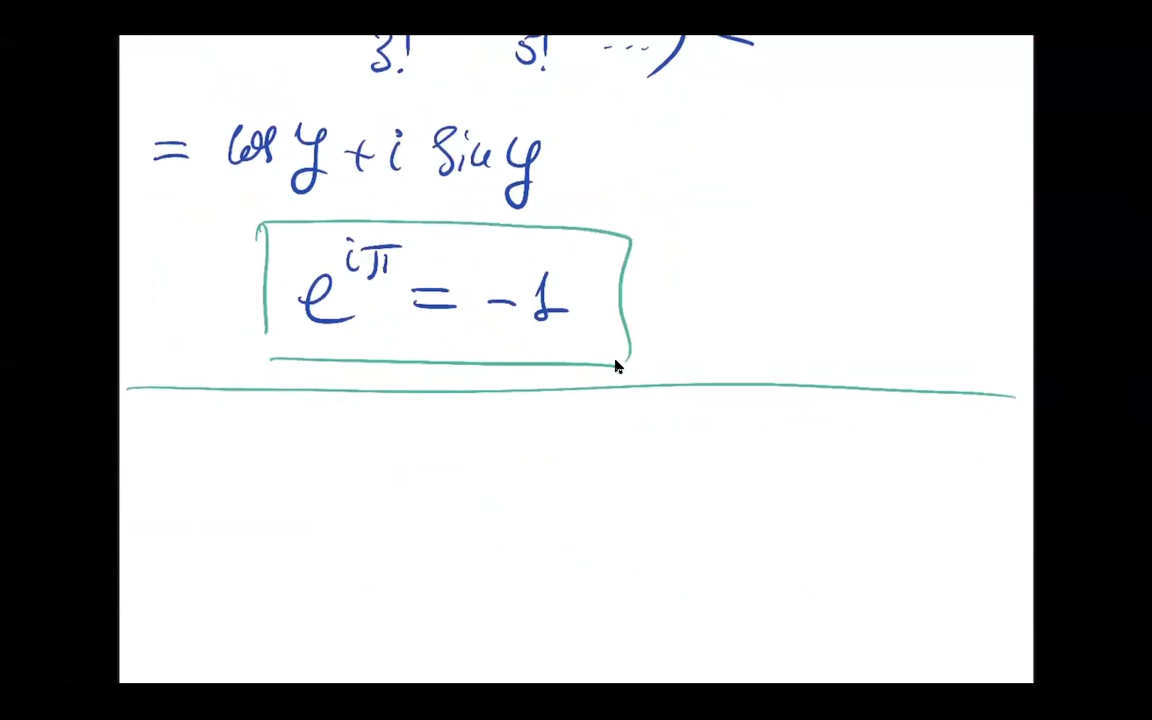 3! 5! ...) =
= cos y + i sin y
e^{iπ} = -1